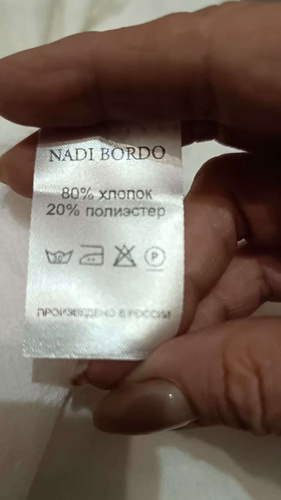 NADI BORDO
80% хлопок
20% полиэстер
P
ПРОИЗВЕДЕНО В РОССИИ